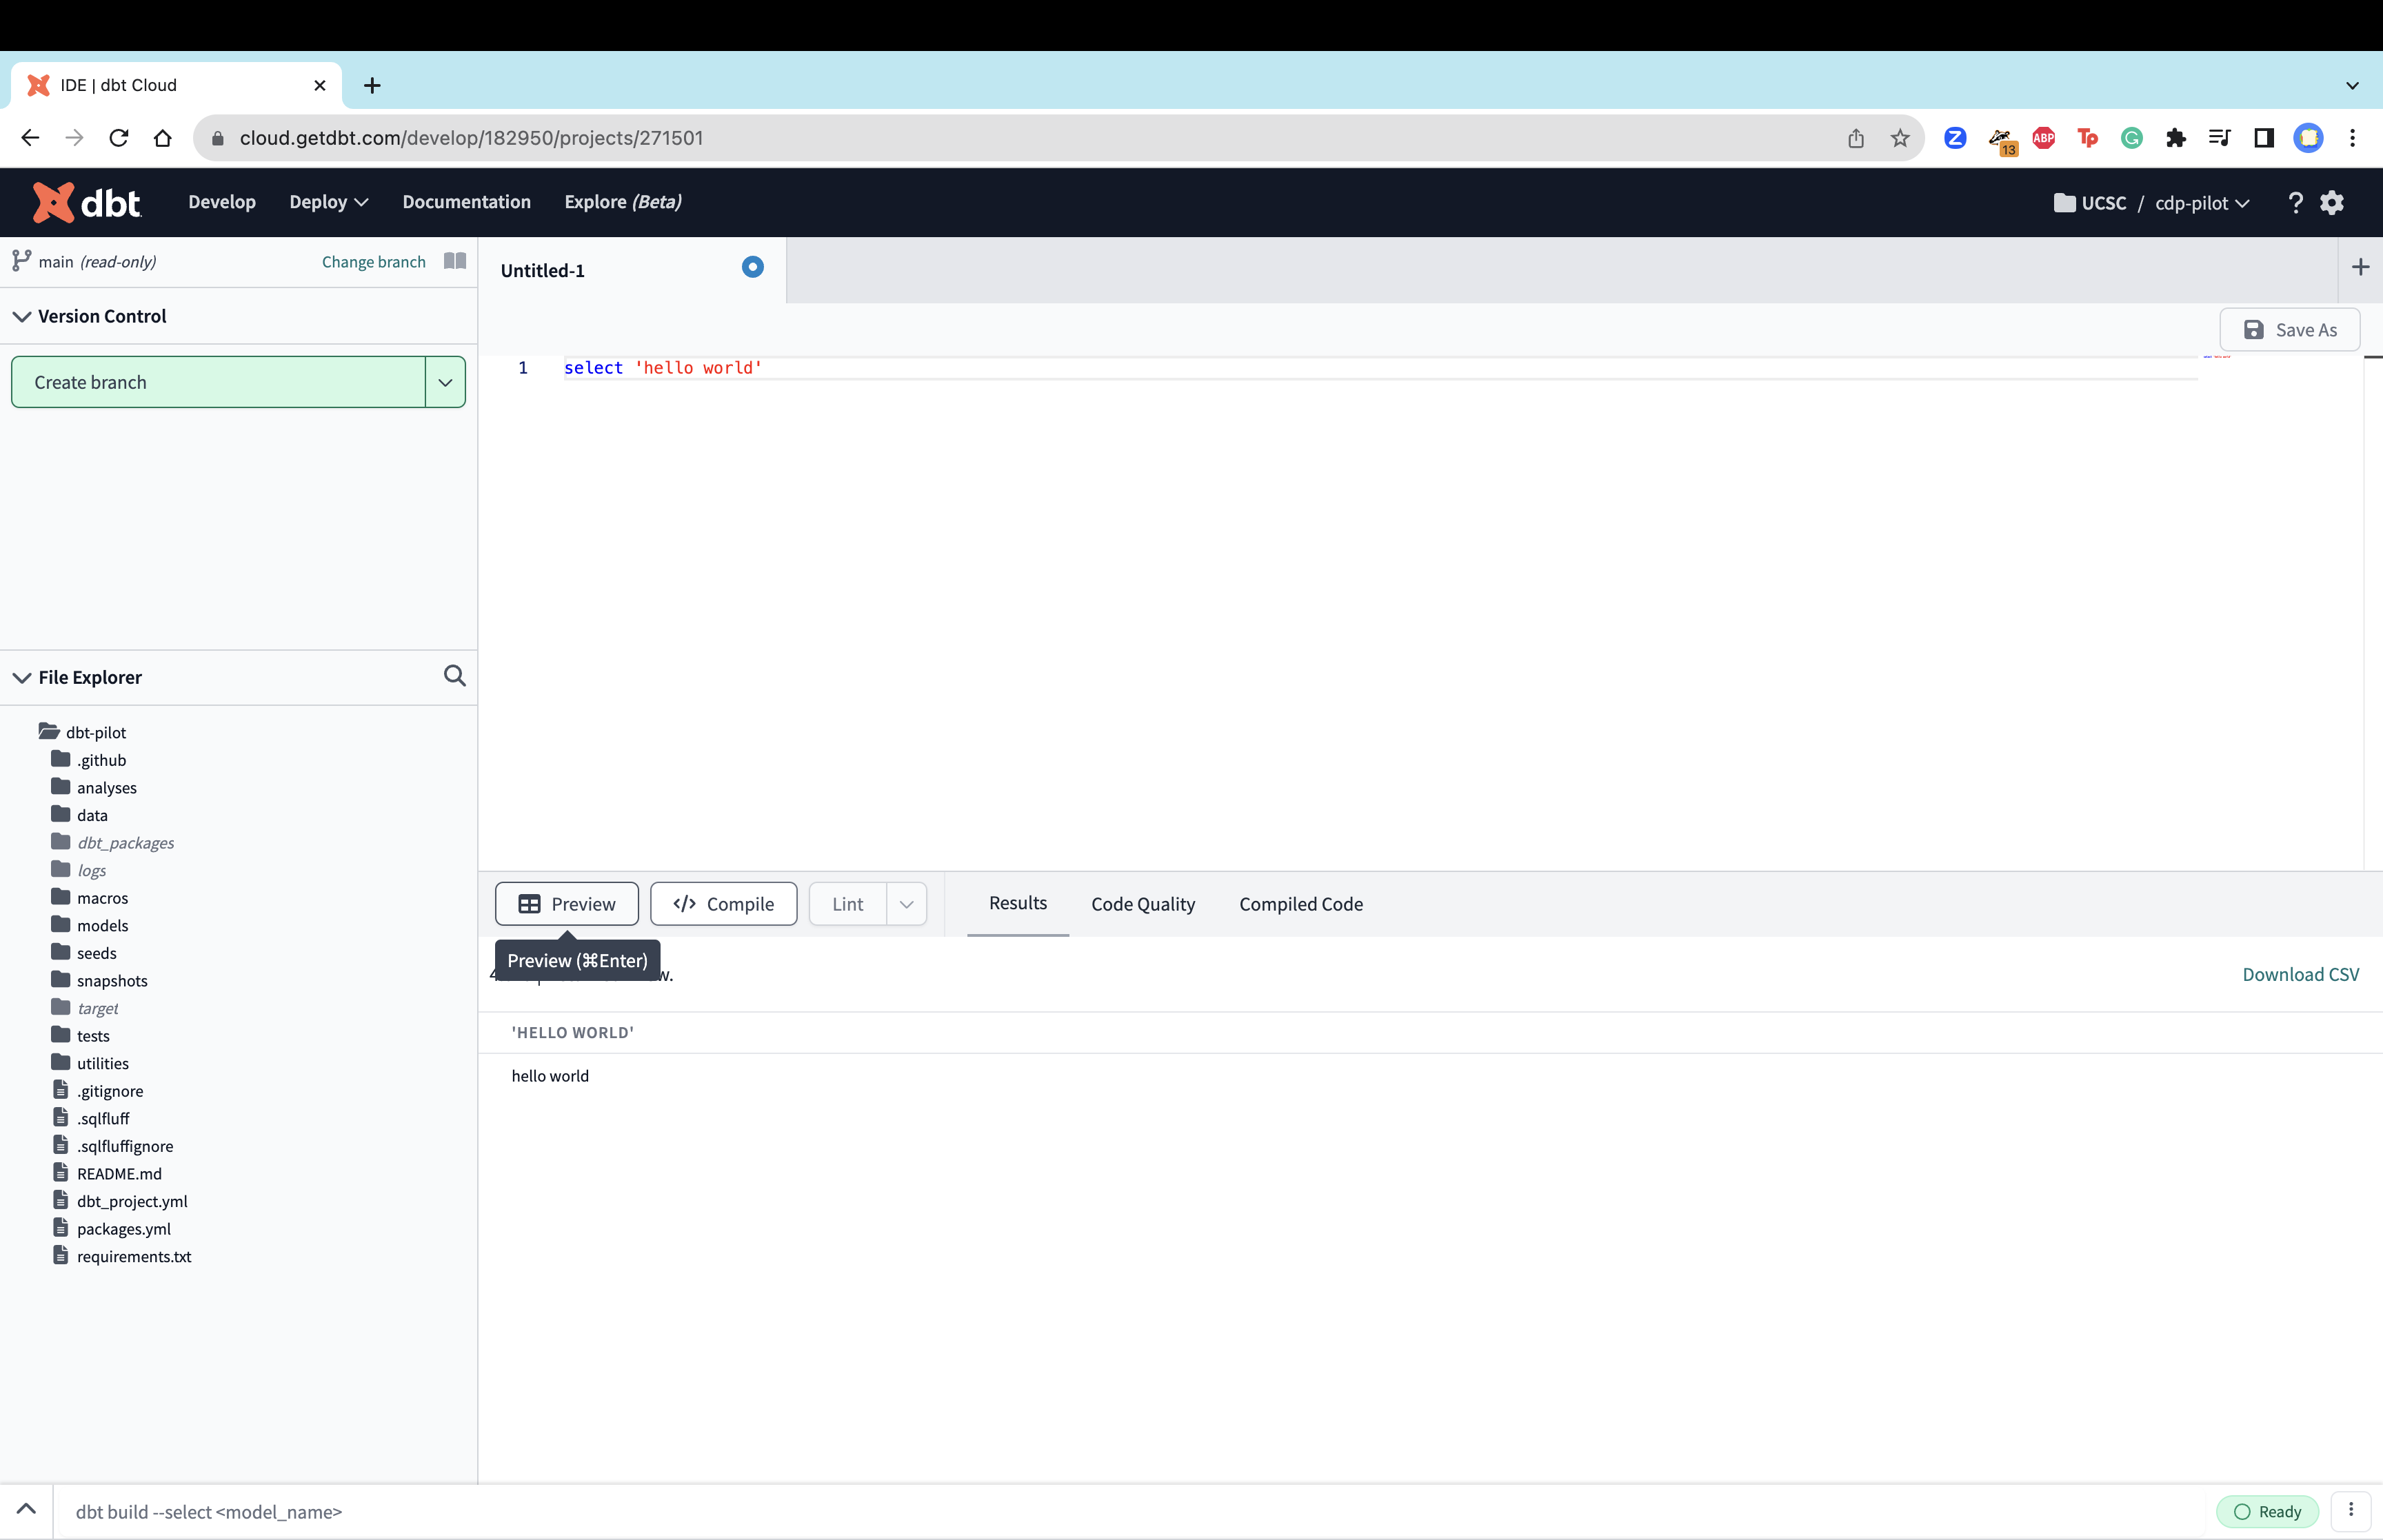 IDE | dbt Cloud
cloud.getdbt.com/develop/182950/projects/271501
13
ABP
Tp
dbt
Develop
Deploy
Documentation
Explore (Beta)
UCSC / cdp-pilot
?
main (read-only)
Change branch
Untitled-1
Version Control
Save As
Create branch
1 select 'hello world'
File Explorer
dbt-pilot
.github
analyses
data
dbt_packages
logs
macros
models
seeds
snapshots
target
tests
utilities
.gitignore
.sqlfluff
.sqlfluffignore
README.md
dbt_project.yml
packages.yml
requirements.txt
Preview
Compile
Lint
Results
Code Quality
Compiled Code
Preview (⌘Enter)
Download CSV
'HELLO WORLD'
hello world
dbt build --select <model_name>
Ready